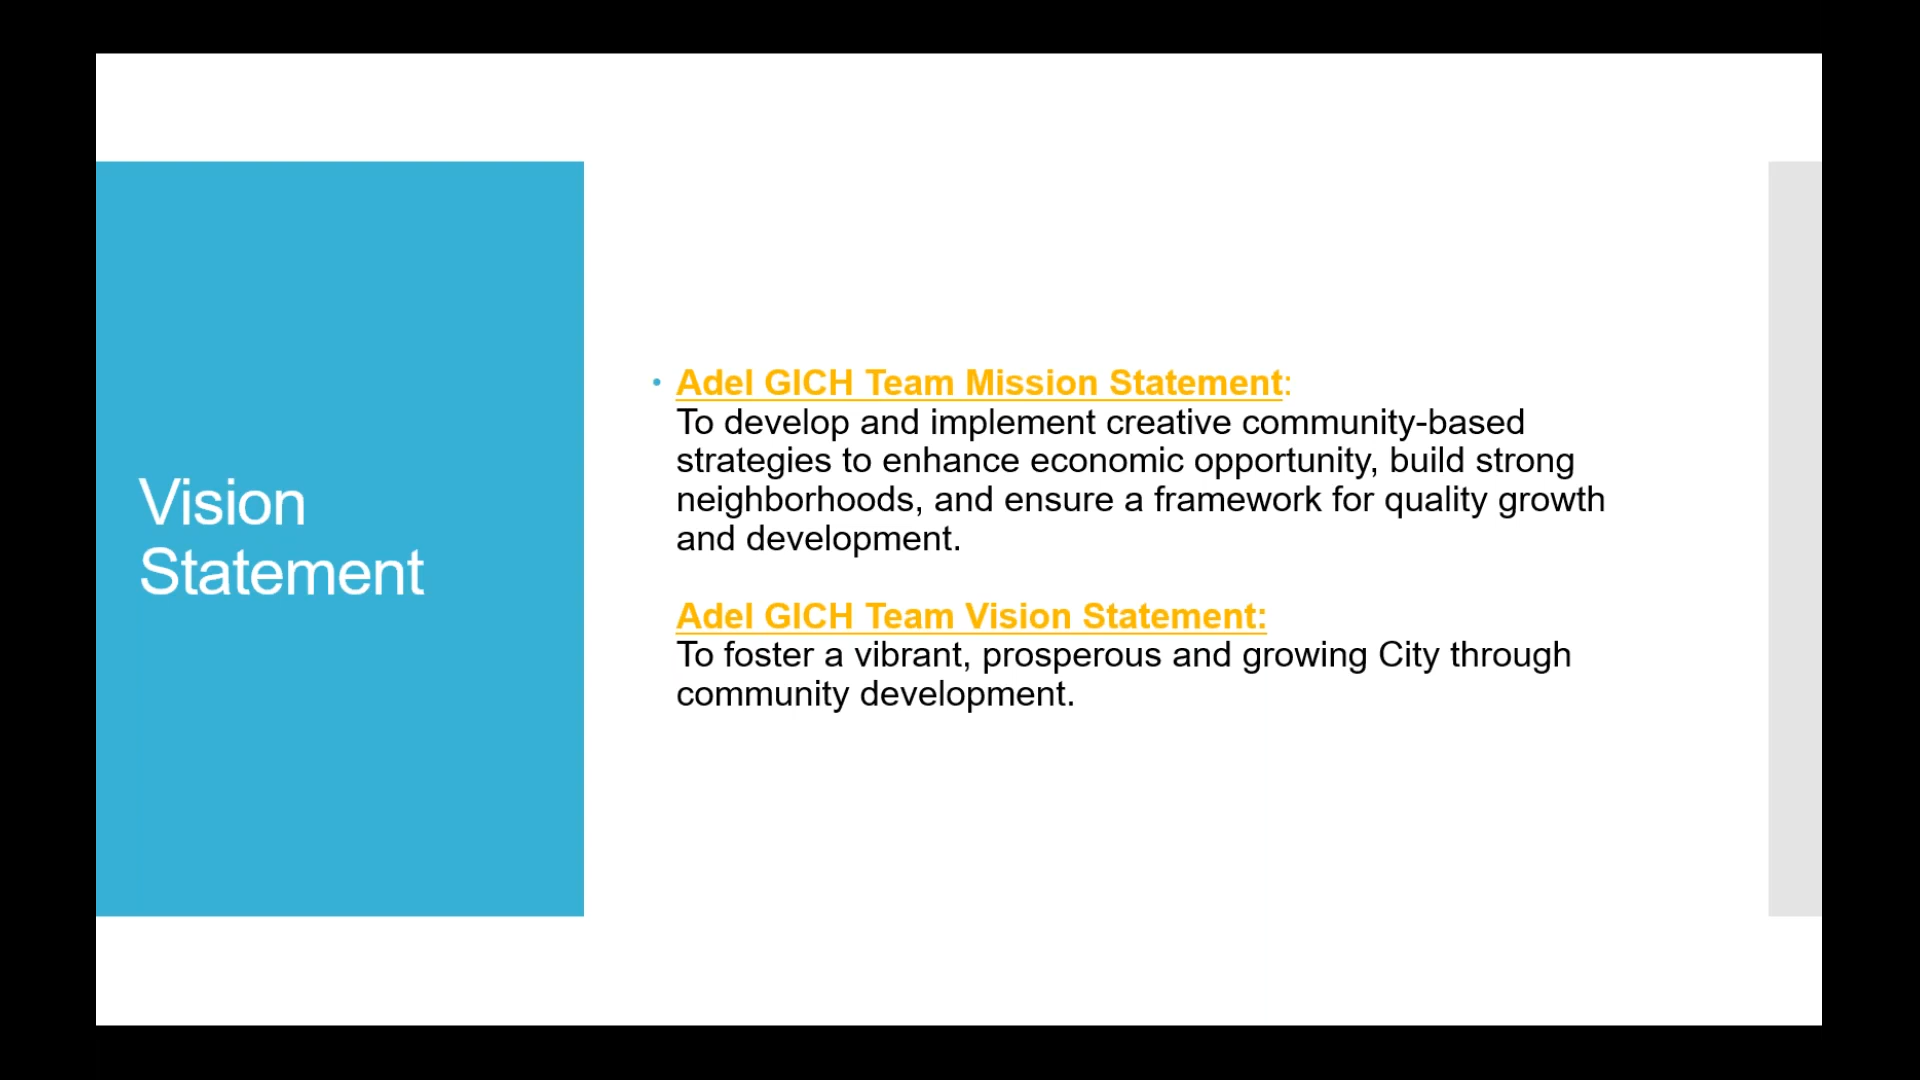 Vision
Statement
• Adel GICH Team Mission Statement:
To develop and implement creative community-based
strategies to enhance economic opportunity, build strong
neighborhoods, and ensure a framework for quality growth
and development.
Adel GICH Team Vision Statement:
To foster a vibrant, prosperous and growing City through
community development.